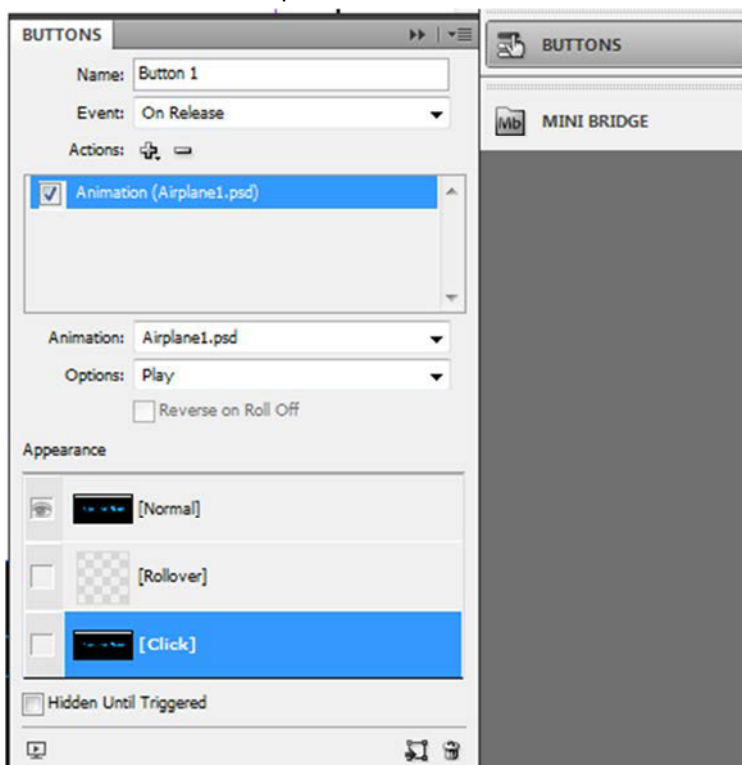 BUTTONS
Name: Button 1
Event: On Release
Actions:
Animation (Airplane1.psd)
Animation: Airplane1.psd
Options: Play
Reverse on Roll Off
Appearance
[Normal]
[Rollover]
[Click]
Hidden Until Triggered
BUTTONS
Mb MINI BRIDGE